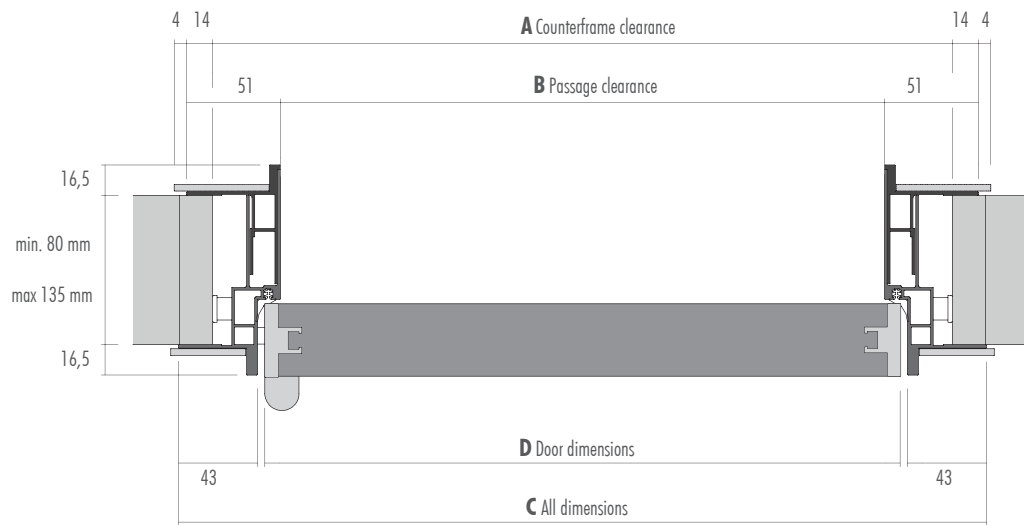 4 14 A Counterframe clearance 14 4
51 B Passage clearance 51
16,5
min. 80 mm
max 135 mm
16,5
D Door dimensions
43 43
C All dimensions